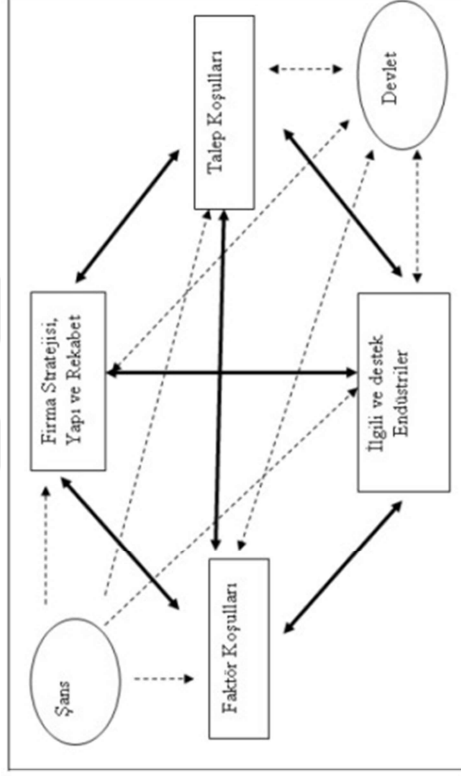 Şans
Firma Stratejisi,
Yapı ve Rekabet
Faktör Koşulları
Talep Koşulları
İlgili ve destek
Endüstriler
Devlet